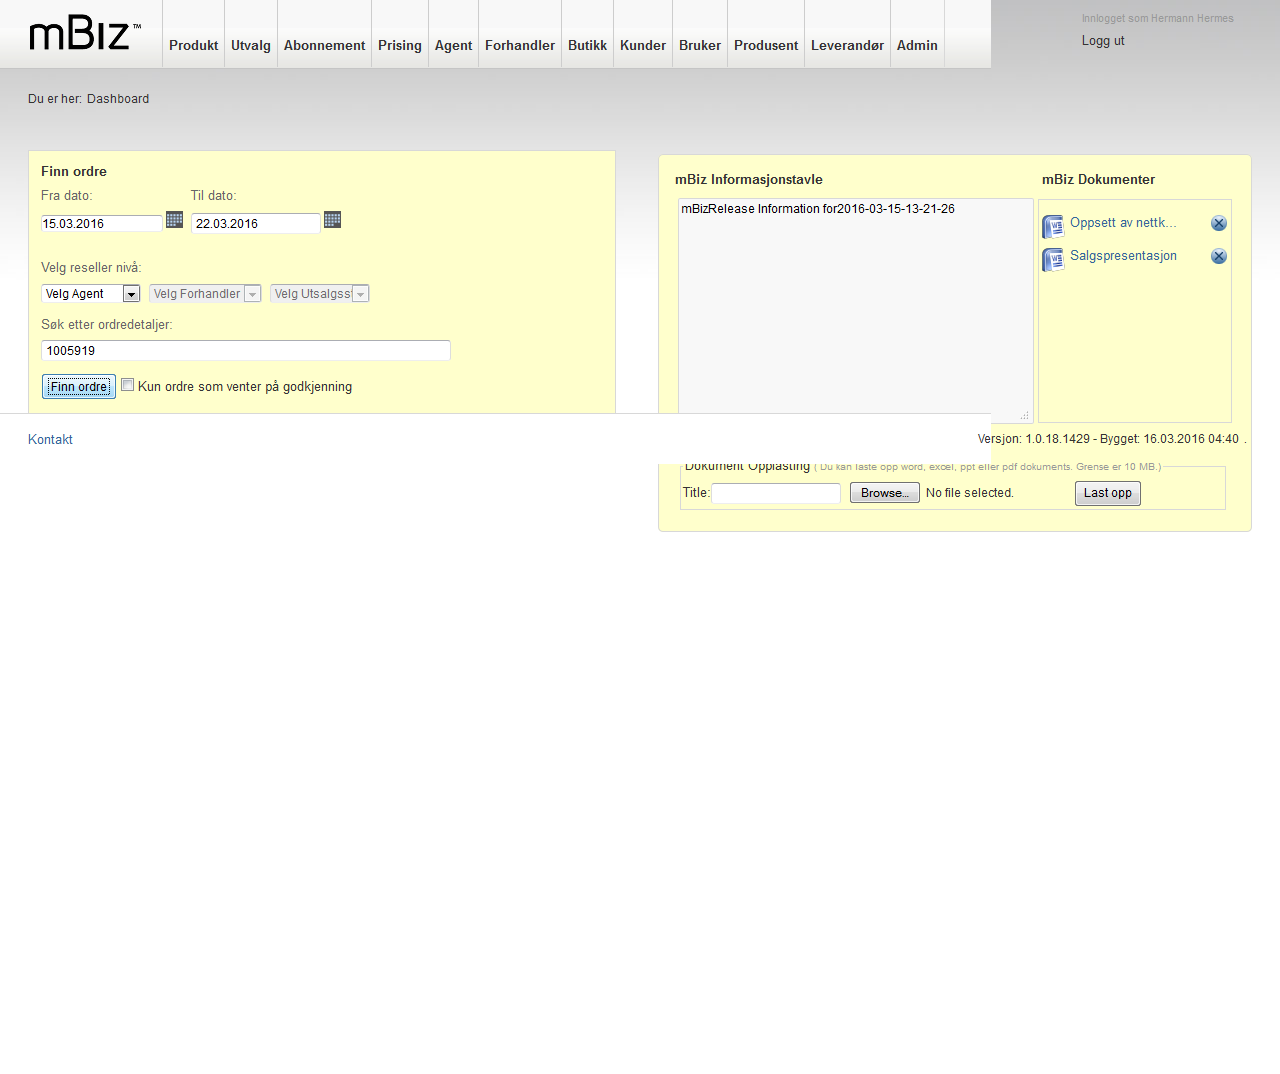 mBiz™
Produkt Utvalg Abonnement Prising Agent Forhandler Butikk Kunder Bruker Produsent Leverandør Admin
Innlogget som Hermann Hermes
Logg ut
Du er her: Dashboard
Finn ordre
Fra dato: Til dato:
15.03.2016 22.03.2016
Velg reseller nivå:
Velg Agent Velg Forhandler Velg Utsalgsst
Søk etter ordredetaljer:
1005919
Finn ordre Kun ordre som venter på godkjenning
mBiz Informasjonstavle
mBizRelease Information for2016-03-15-13-21-26
mBiz Dokumenter
Oppsett av nettk...
Salgspresentasjon
Kontakt
Versjon: 1.0.18.1429 - Bygget: 16.03.2016 04:40 .
Dokument Opplasting ( Du kan laste opp word, excel, ppt eller pdf dokuments. Grense er 10 MB.)
Title: Browse... No file selected. Last opp